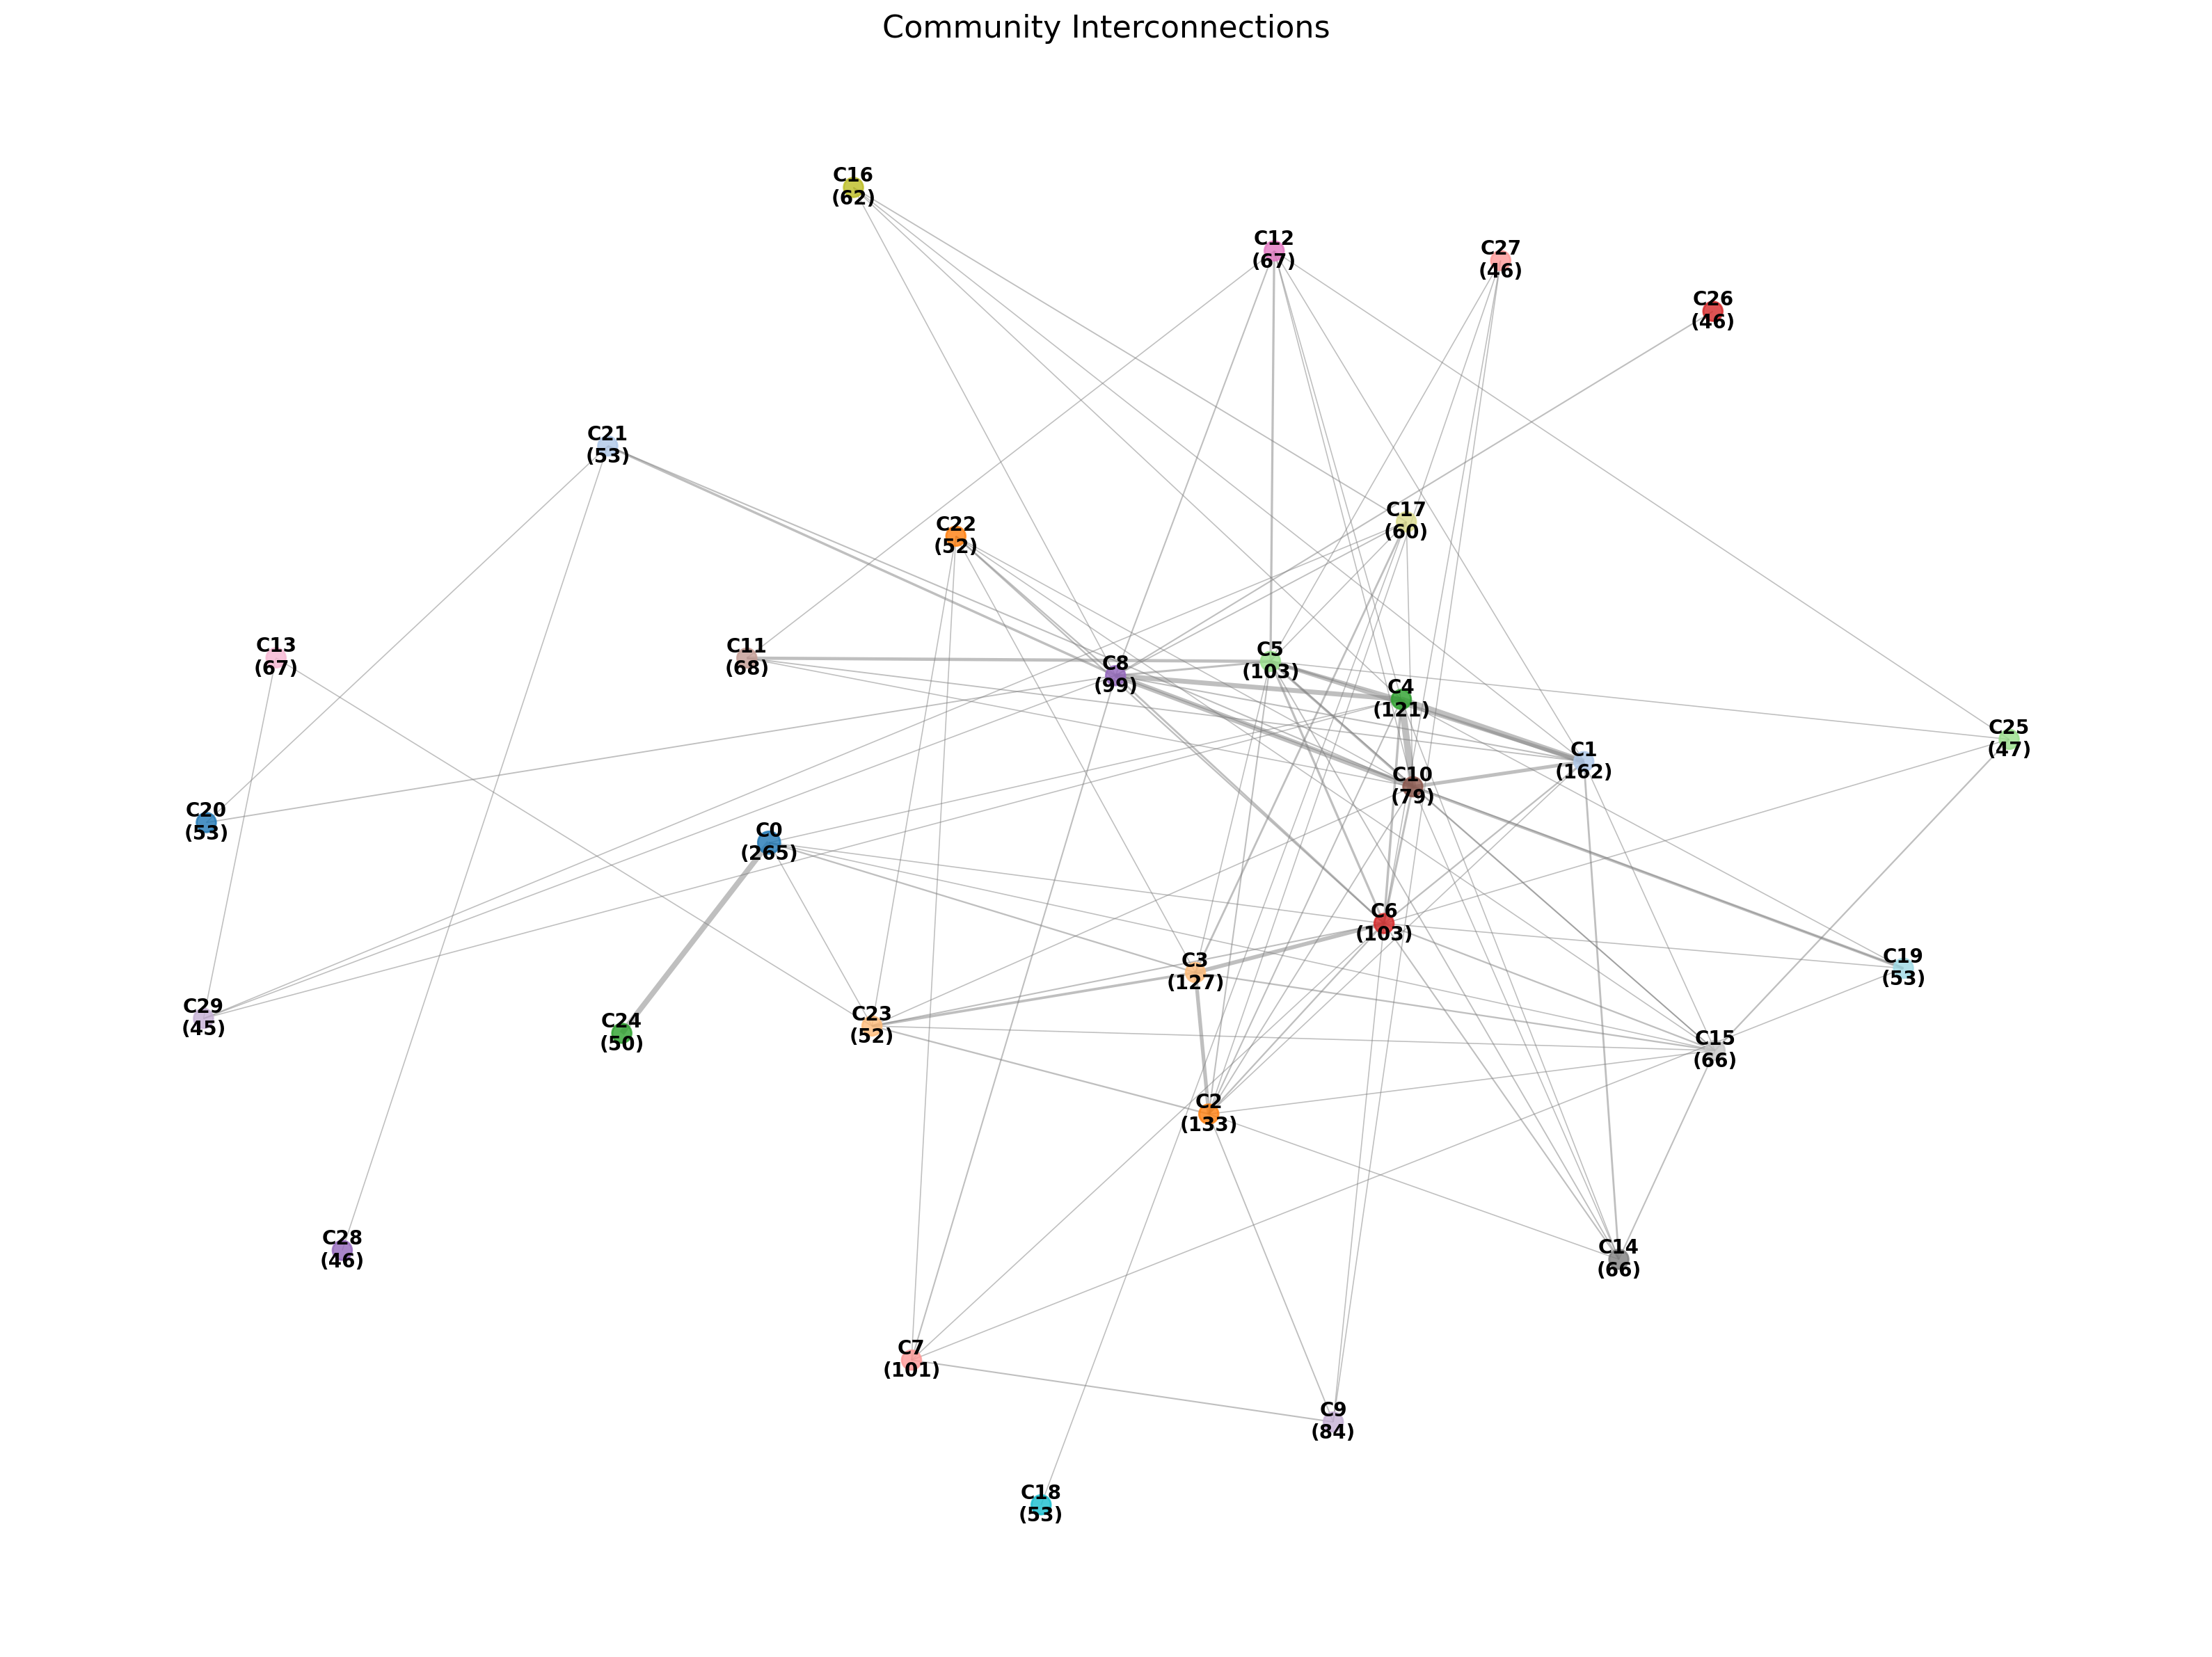 Community Interconnections
C16
(62)
C12
(67)
C27
(46)
C26
(46)
C21
(53)
C17
(60)
C22
(52)
C13
(67)
C11
(68)
C5
(103)
C8
(99)
C4
(121)
C25
(47)
C1
(162)
C10
(79)
C20
(53)
C0
(265)
C6
(103)
C3
(127)
C19
(53)
C29
(45)
C24
(50)
C23
(52)
C15
(66)
C2
(133)
C28
(46)
C14
(66)
C7
(101)
C9
(84)
C18
(53)